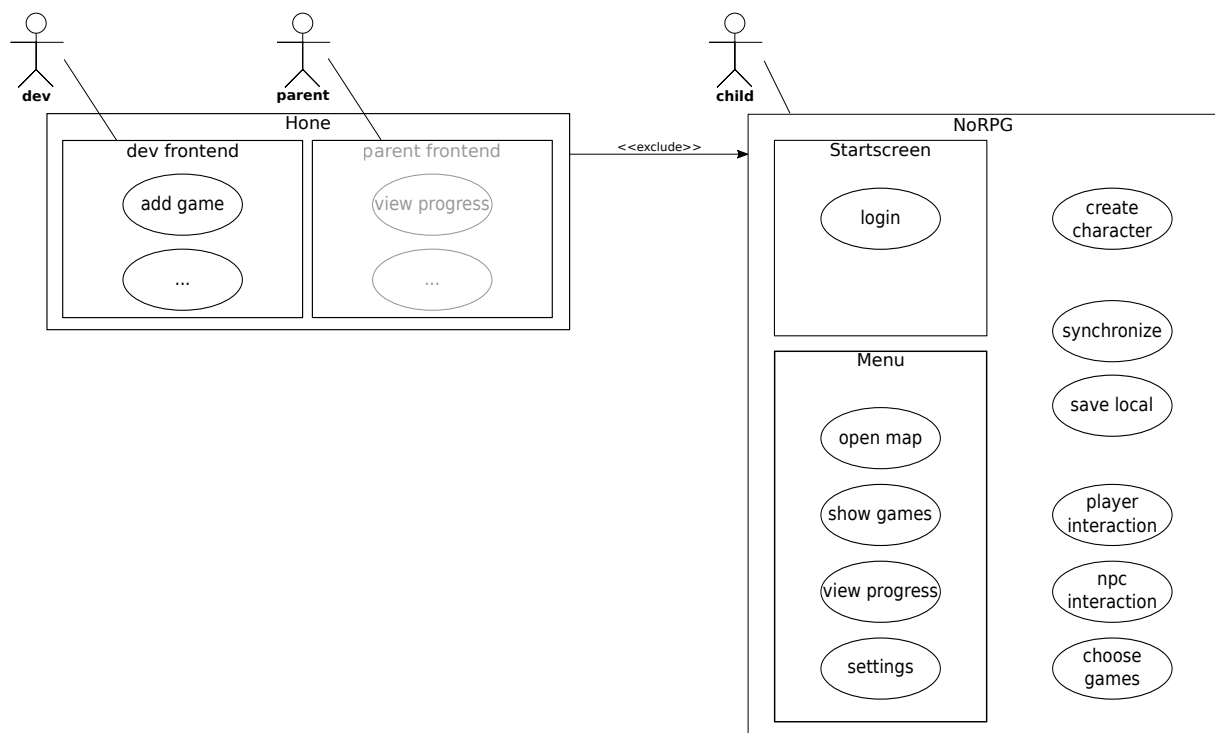 dev
parent
child
Hone
dev frontend
add game
...
parent frontend
view progress
...
<<exclude>>
NoRPG
Startscreen
login
Menu
open map
show games
view progress
settings
create
character
synchronize
save local
player
interaction
npc
interaction
choose
games